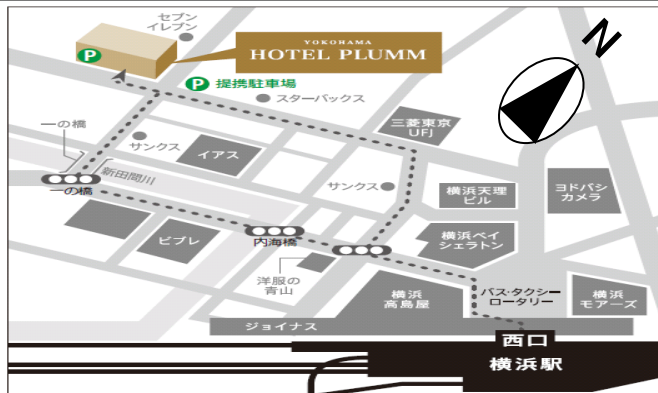 セブン
イレブン
YOKOHAMA
HOTEL PLUMM
N
P
P 提携駐車場
スターバックス
一の橋
サンクス
三菱東京
UFJ
イアス
新田間川
サンクス
横浜天理
ビル
ヨドバシ
カメラ
一の橋
ビブレ
内海橋
横浜ベイ
シェラトン
洋服の
青山
横浜
高島屋
バス・タクシー
ロータリー
横浜
モアーズ
ジョイナス
西口
横浜駅